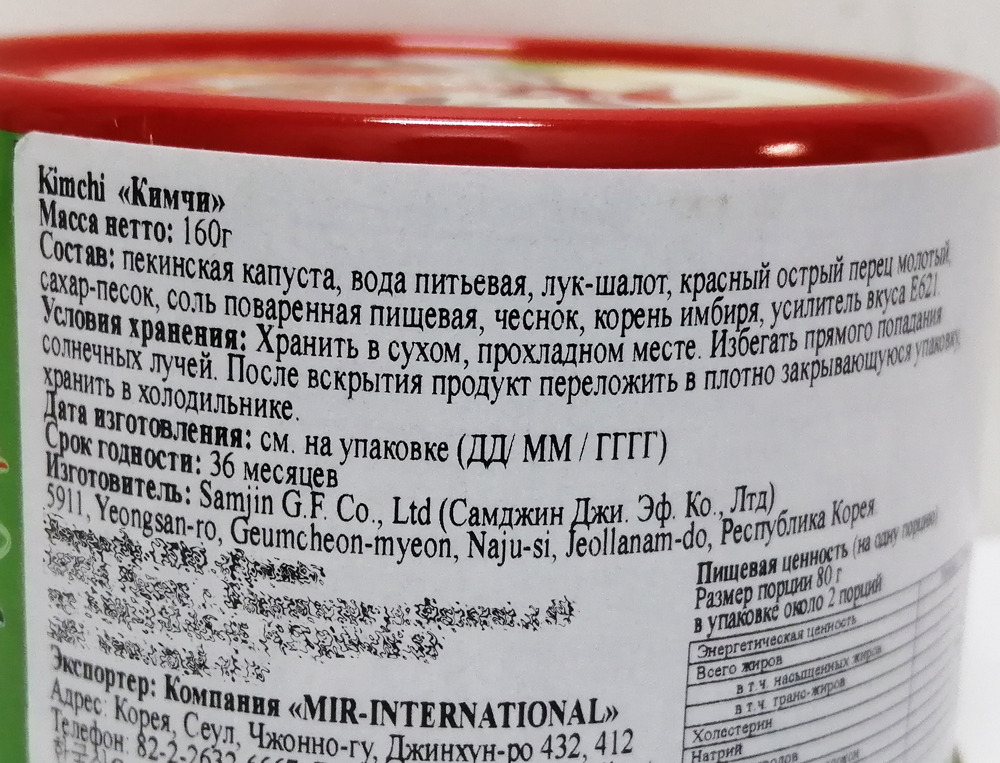 Kimchi «Кимчи»
Масса нетто: 160г
Состав: пекинская капуста, вода питьевая, лук-шалот, красный острый перец молотый,
сахар-песок, соль поваренная пищевая, чеснок, корень имбиря, усилитель вкуса Е621.
Условия хранения: Хранить в сухом, прохладном месте. Избегать прямого попадания
солнечных лучей. После вскрытия продукт переложить в плотно закрывающуюся упаковку,
хранить в холодильнике.
Дата изготовления: см. на упаковке (ДД/ ММ / ГГГГ)
Срок годности: 36 месяцев
Изготовитель: Samjin G.F. Co., Ltd (Самджин Джи. Эф. Ко., Лтд)
5911, Yeongsan-ro, Geumcheon-myeon, Naju-si, Jeollanam-do, Республика Корея.
Экспортер: Компания «MIR-INTERNATIONAL»
Адрес: Корея, Сеул, Чжонно-гу, Джинхун-ро 432, 412
Телефон: 82-2-2632
Пищевая ценность (на одну порцию)
Размер порции 80 г
в упаковке около 2 порций
Энергетическая ценность
Всего жиров
в т.ч. насыщенных жиров
в т.ч. транс-жиров
Холестерин
Натрий